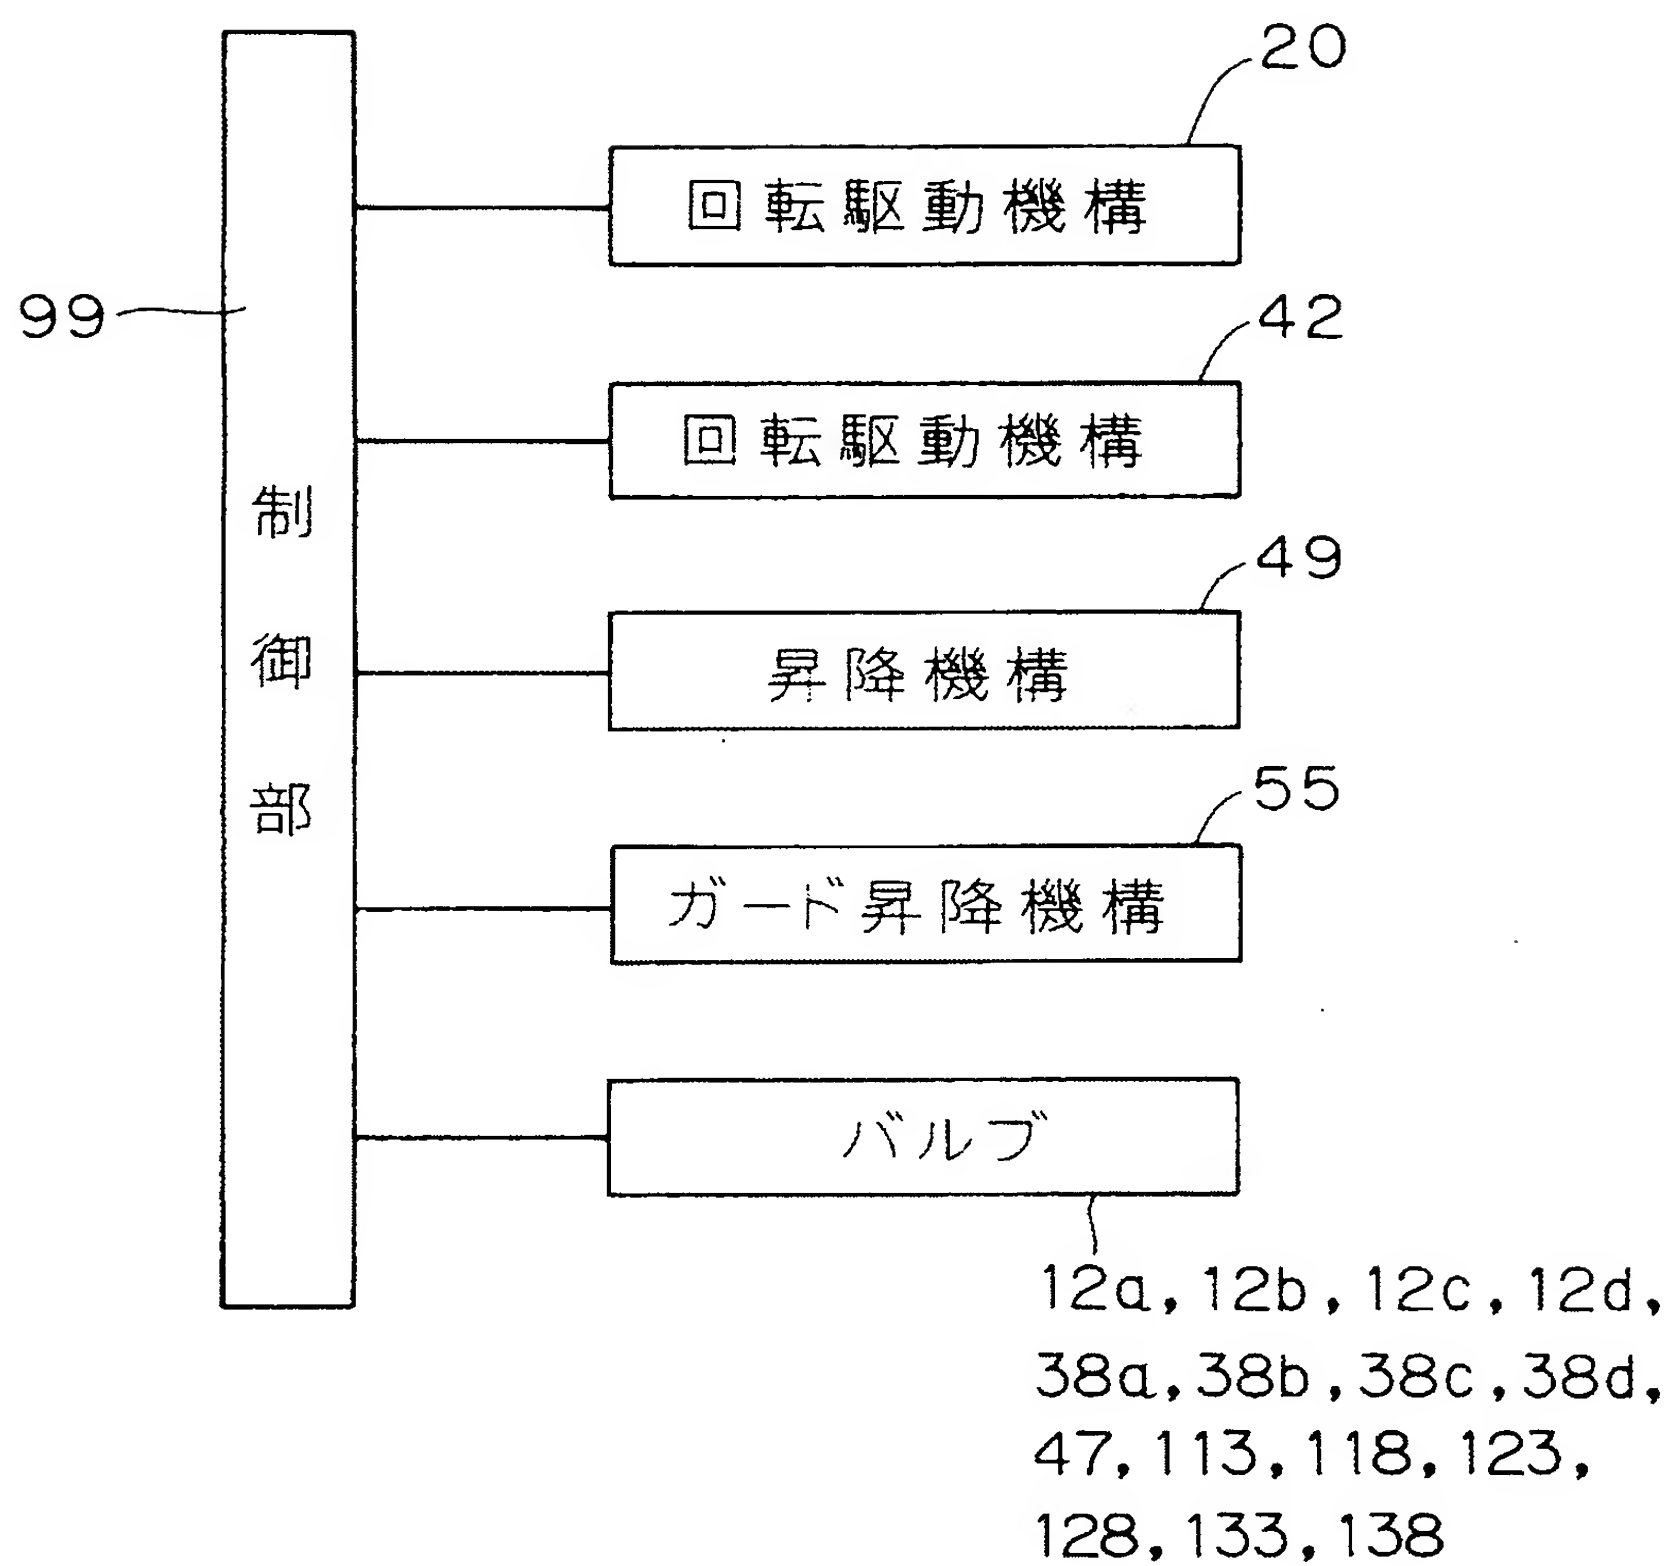 20
回転駆動機構
99
42
回転駆動機構
制御部
49
昇降機構
55
ガード昇降機構
バルブ
12a, 12b, 12c, 12d,
38a, 38b, 38c, 38d,
47, 113, 118, 123,
128, 133, 138